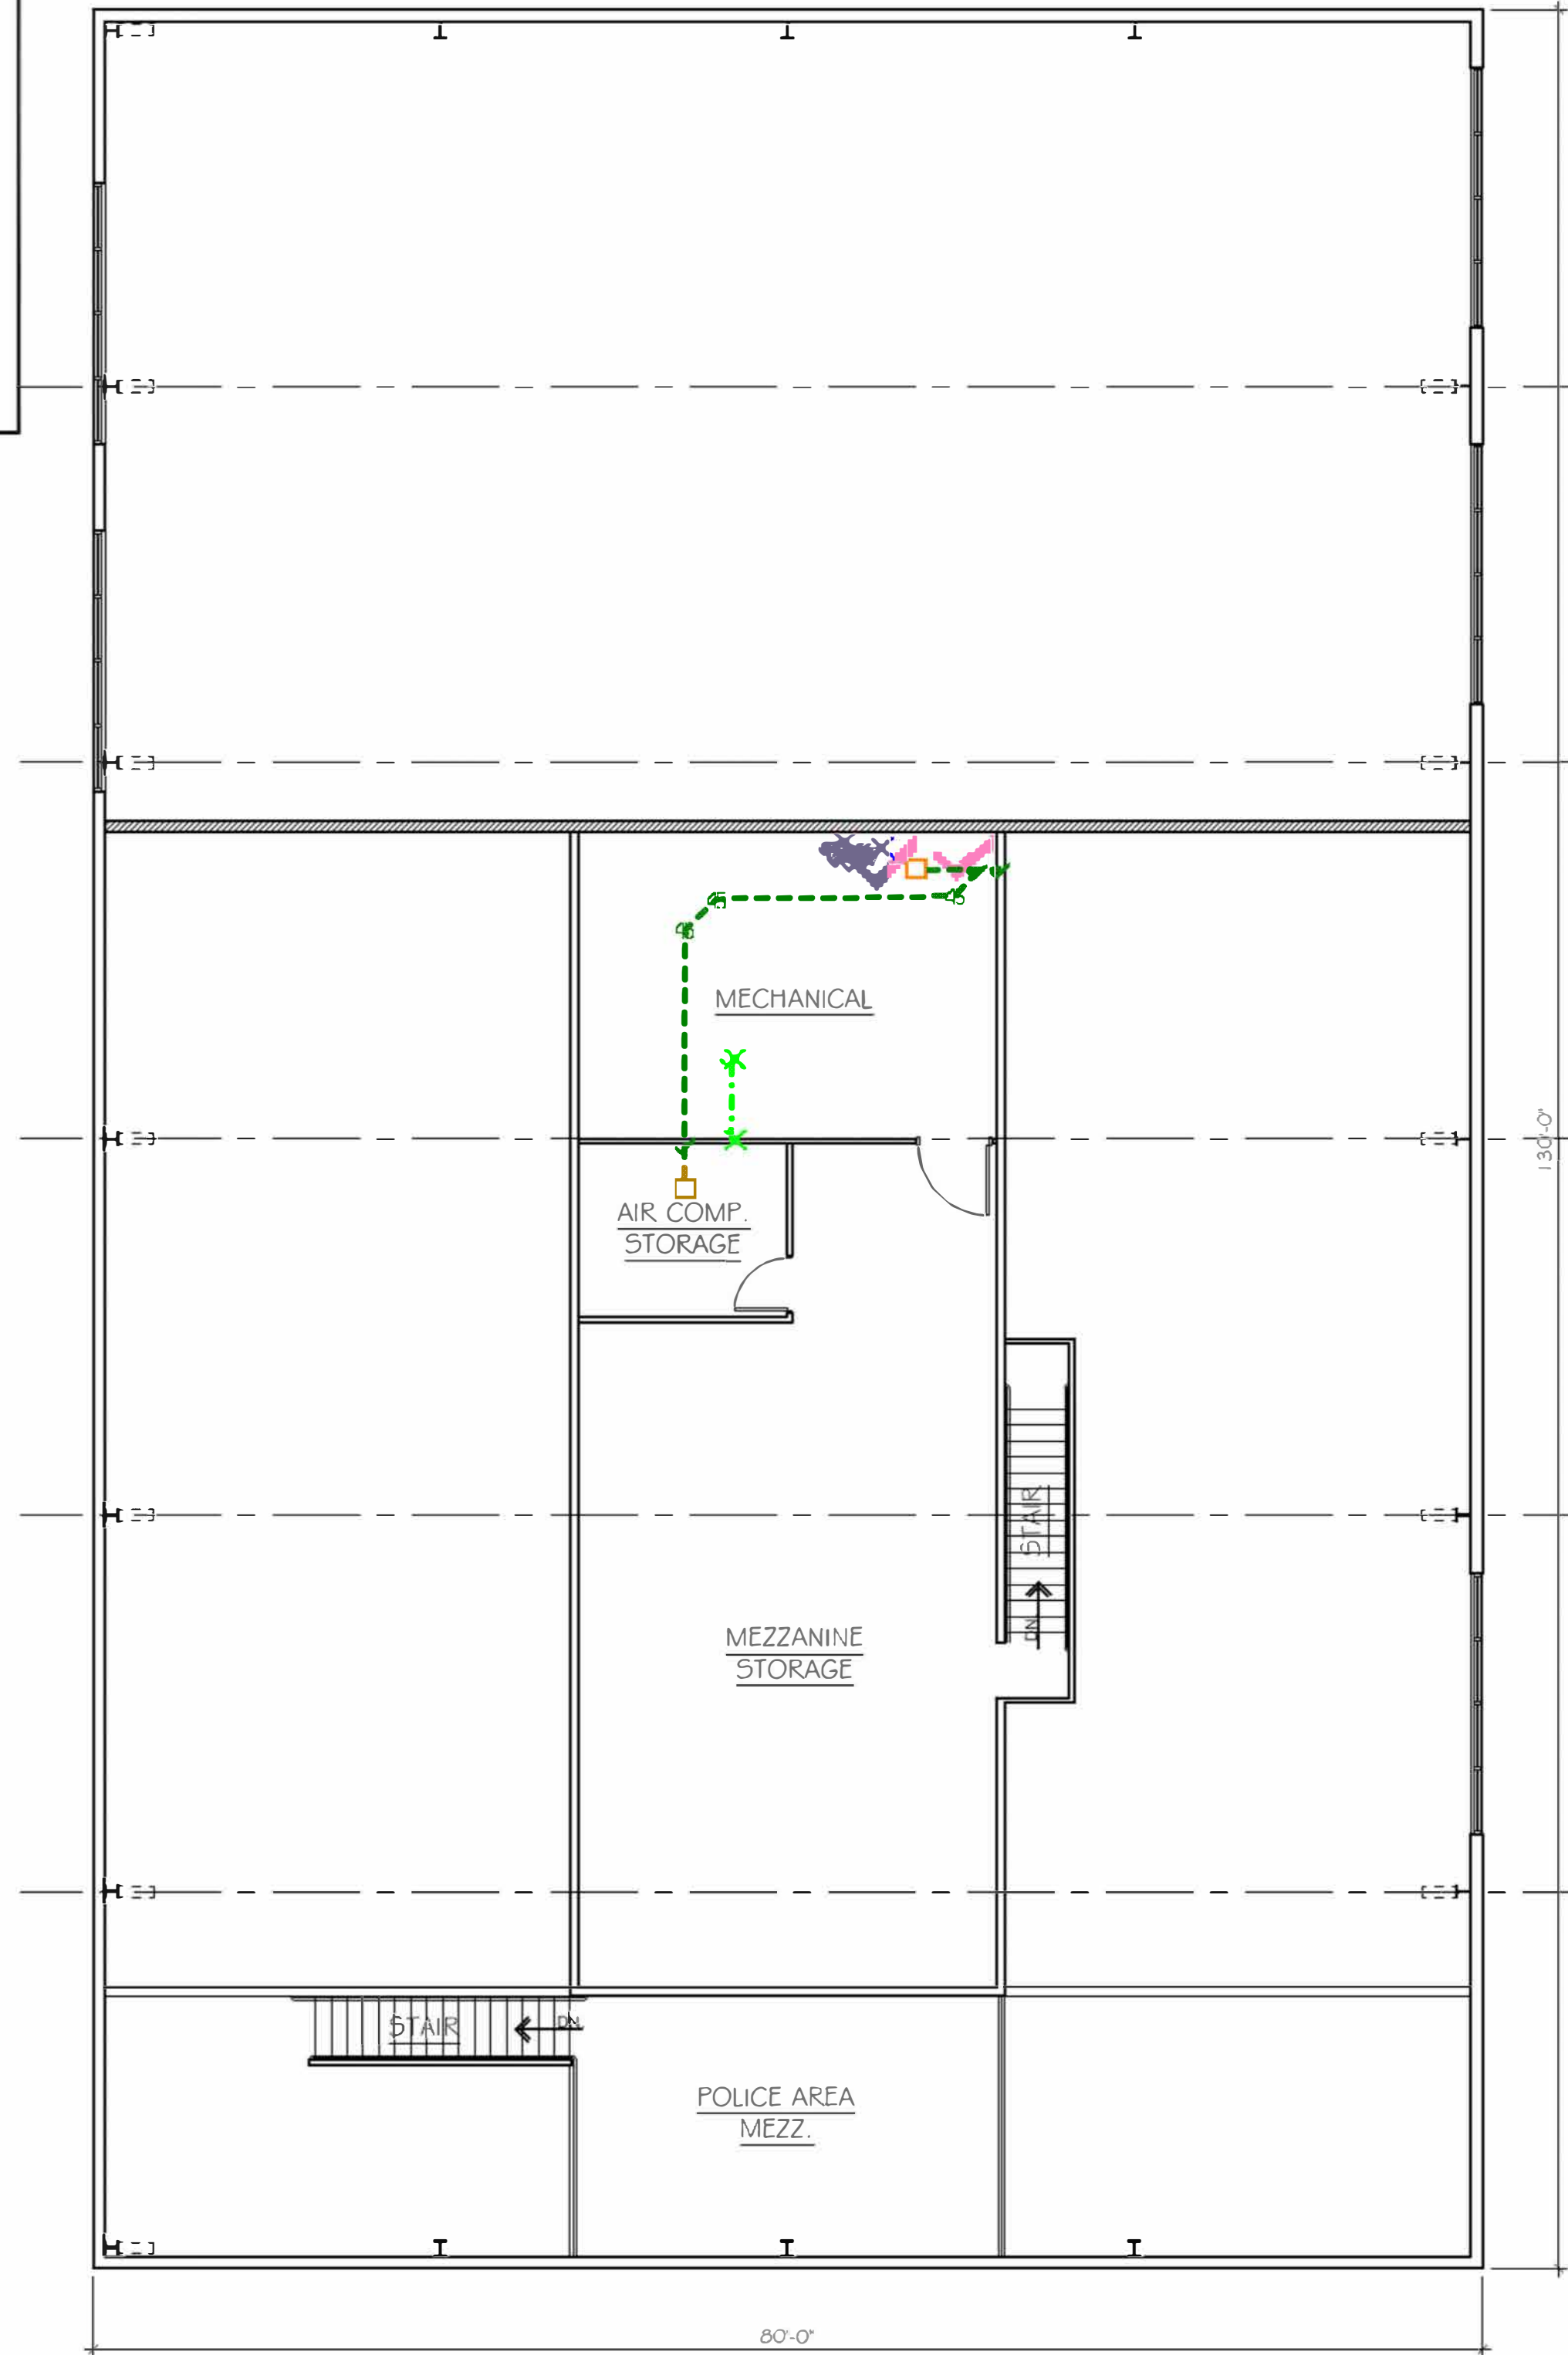 MECHANICAL
AIR COMP.
STORAGE
130'-0"
STAIR
DN.
MEZZANINE
STORAGE
STAIR
DN.
POLICE AREA
MEZZ.
80'-0"